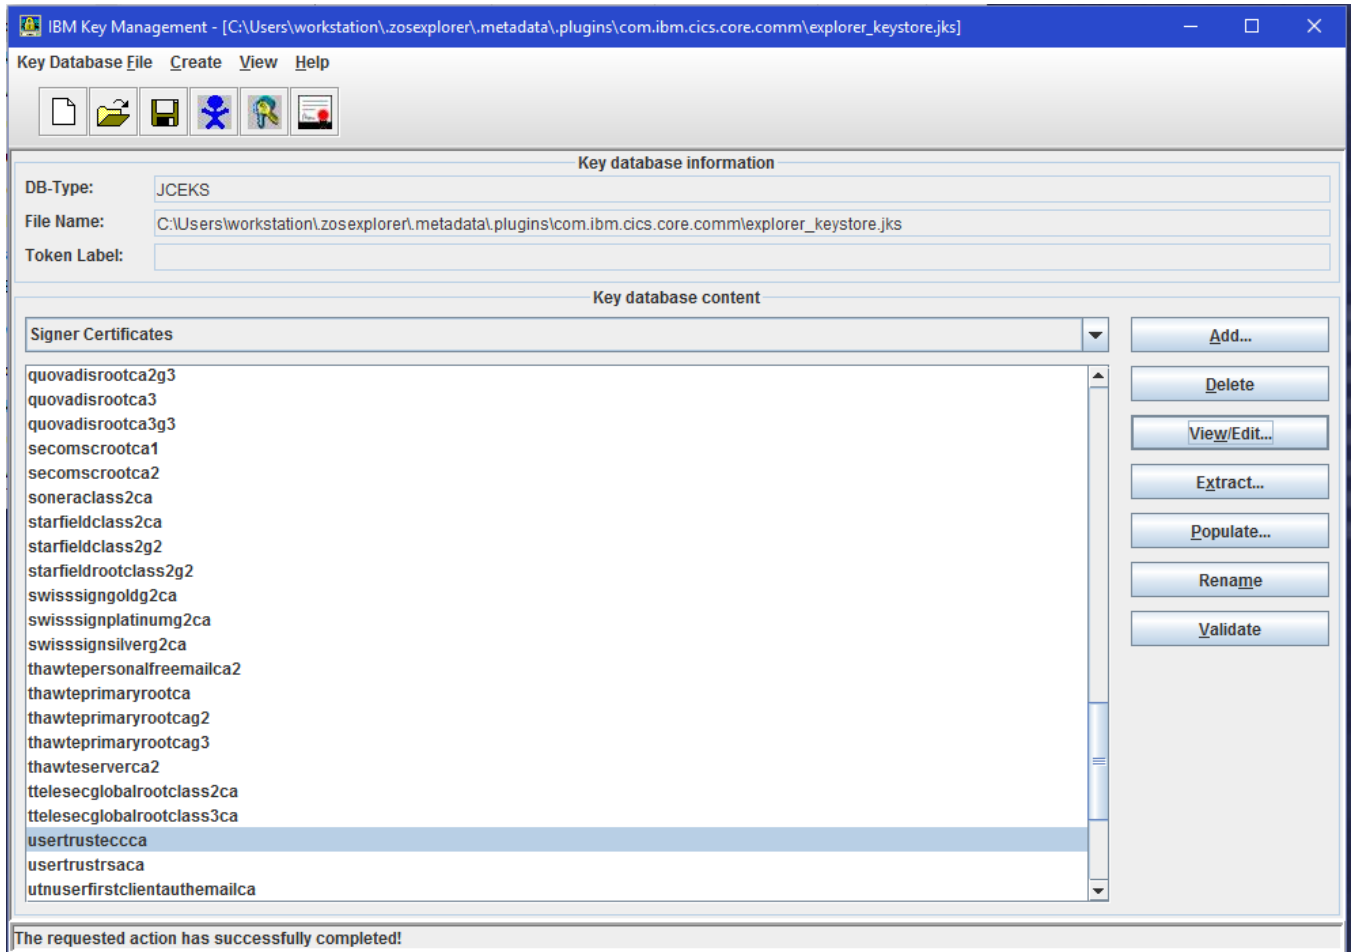 IBM Key Management - [C:\Users\workstation\.zosexplorer\.metadata\.plugins\com.ibm.cics.core.comm\explorer_keystore.jks]
Key Database File Create View Help
Key database information
DB-Type: JCEKS
File Name: C:\Users\workstation\.zosexplorer\.metadata\.plugins\com.ibm.cics.core.comm\explorer_keystore.jks
Token Label:
Key database content
Signer Certificates
Add...
quovadisrootca2g3
Delete
quovadisrootca3
quovadisrootca3g3
View/Edit...
secomscrootca1
secomscrootca2
Extract...
soneraclass2ca
starfieldclass2ca
Populate...
starfieldclass2g2
starfieldrootclass2g2
Rename
swisssigngoldg2ca
swisssignplatinumg2ca
Validate
swisssignsilverg2ca
thawtepersonalfreemailca2
thawteprimaryrootca
thawteprimaryrootcag2
thawteprimaryrootcag3
thawteserverca2
ttelesecglobalrootclass2ca
ttelesecglobalrootclass3ca
usertrusteccca
usertrustrsaca
utnuserfirstclientauthemailca
The requested action has successfully completed!